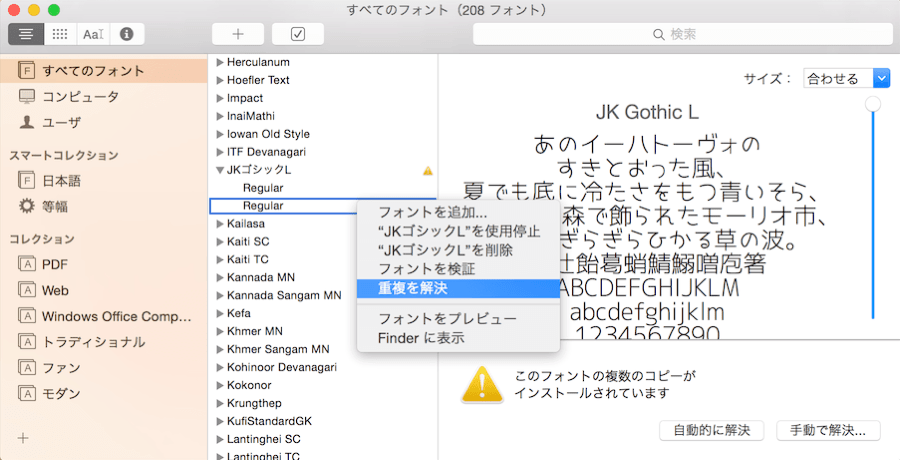 すべてのフォント（208 フォント）
検索
すべてのフォント
コンピュータ
ユーザ
スマートコレクション
日本語
等幅
コレクション
PDF
Web
Windows Office Comp...
トラディショナル
ファン
モダン
Herculanum
Hoefler Text
Impact
InaiMathi
Iowan Old Style
ITF Devanagari
JKゴシックL
Regular
Regular
Kailasa
Kaiti SC
Kaiti TC
Kannada MN
Kannada Sangam MN
Kefa
Khmer MN
Khmer Sangam MN
Kohinoor Devanagari
Kokonor
Krungthep
KufiStandardGK
Lantinghei SC
Lantinghei TC
フォントを追加...
“JKゴシックL”を使用停止
“JKゴシックL”を削除
フォントを検証
重複を解決
フォントをプレビュー
Finder に表示
サイズ： 合わせる
JK Gothic L
あのイーハトーヴォの
すきとおった風、
夏でも底に冷たさをもつ青いそら、
森で飾られたモーリオ市、
ぎらぎらひかる草の波。
辻飴葛蛸鯖鰯噌庖箸
ABCDEFGHIJKLM
abcdefghijklm
1234567890
このフォントの複数のコピーが
インストールされています
自動的に解決
手動で解決...